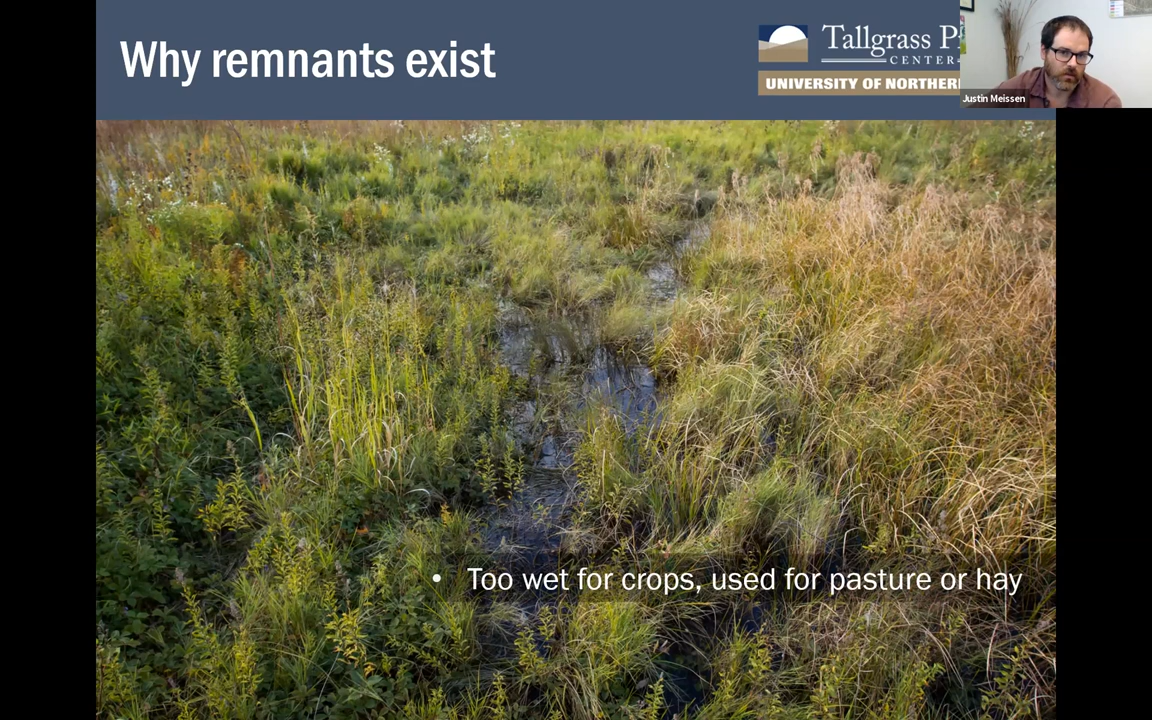 Why remnants exist
Tallgrass P
CENTER
UNIVERSITY OF NORTHER
Justin Meissen
• Too wet for crops, used for pasture or hay